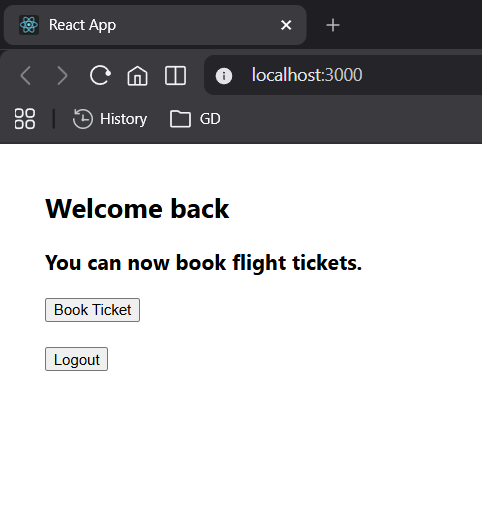 React App
localhost:3000
History
GD
Welcome back
You can now book flight tickets.
Book Ticket
Logout